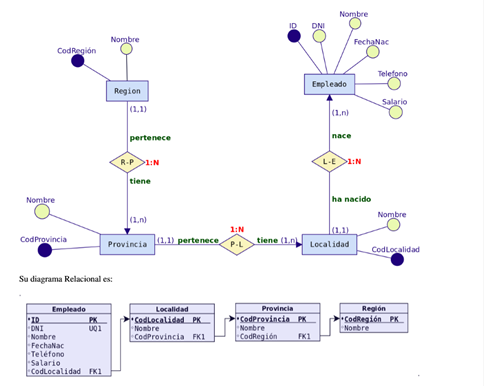 Nombre
CodRegión
Region
(1,1)
pertenece
R-P 1:N
tiene
(1,n)
Nombre
CodProvincia
Provincia
(1,1) pertenece
1:N
P-L
tiene (1,n)
Localidad
Nombre
CodLocalidad
(1,1)
ha nacido
L-E 1:N
nace
(1,n)
Empleado
ID
DNI
Nombre
FechaNac
Telefono
Salario
Su diagrama Relacional es:
Empleado
*ID PK
*DNI UQ1
*Nombre
*FechaNac
*Teléfono
*Salario
*CodLocalidad FK1
Localidad
*CodLocalidad PK
*Nombre
*CodProvincia FK1
Provincia
*CodProvincia PK
*Nombre
*CodRegión FK1
Región
*CodRegión PK
*Nombre